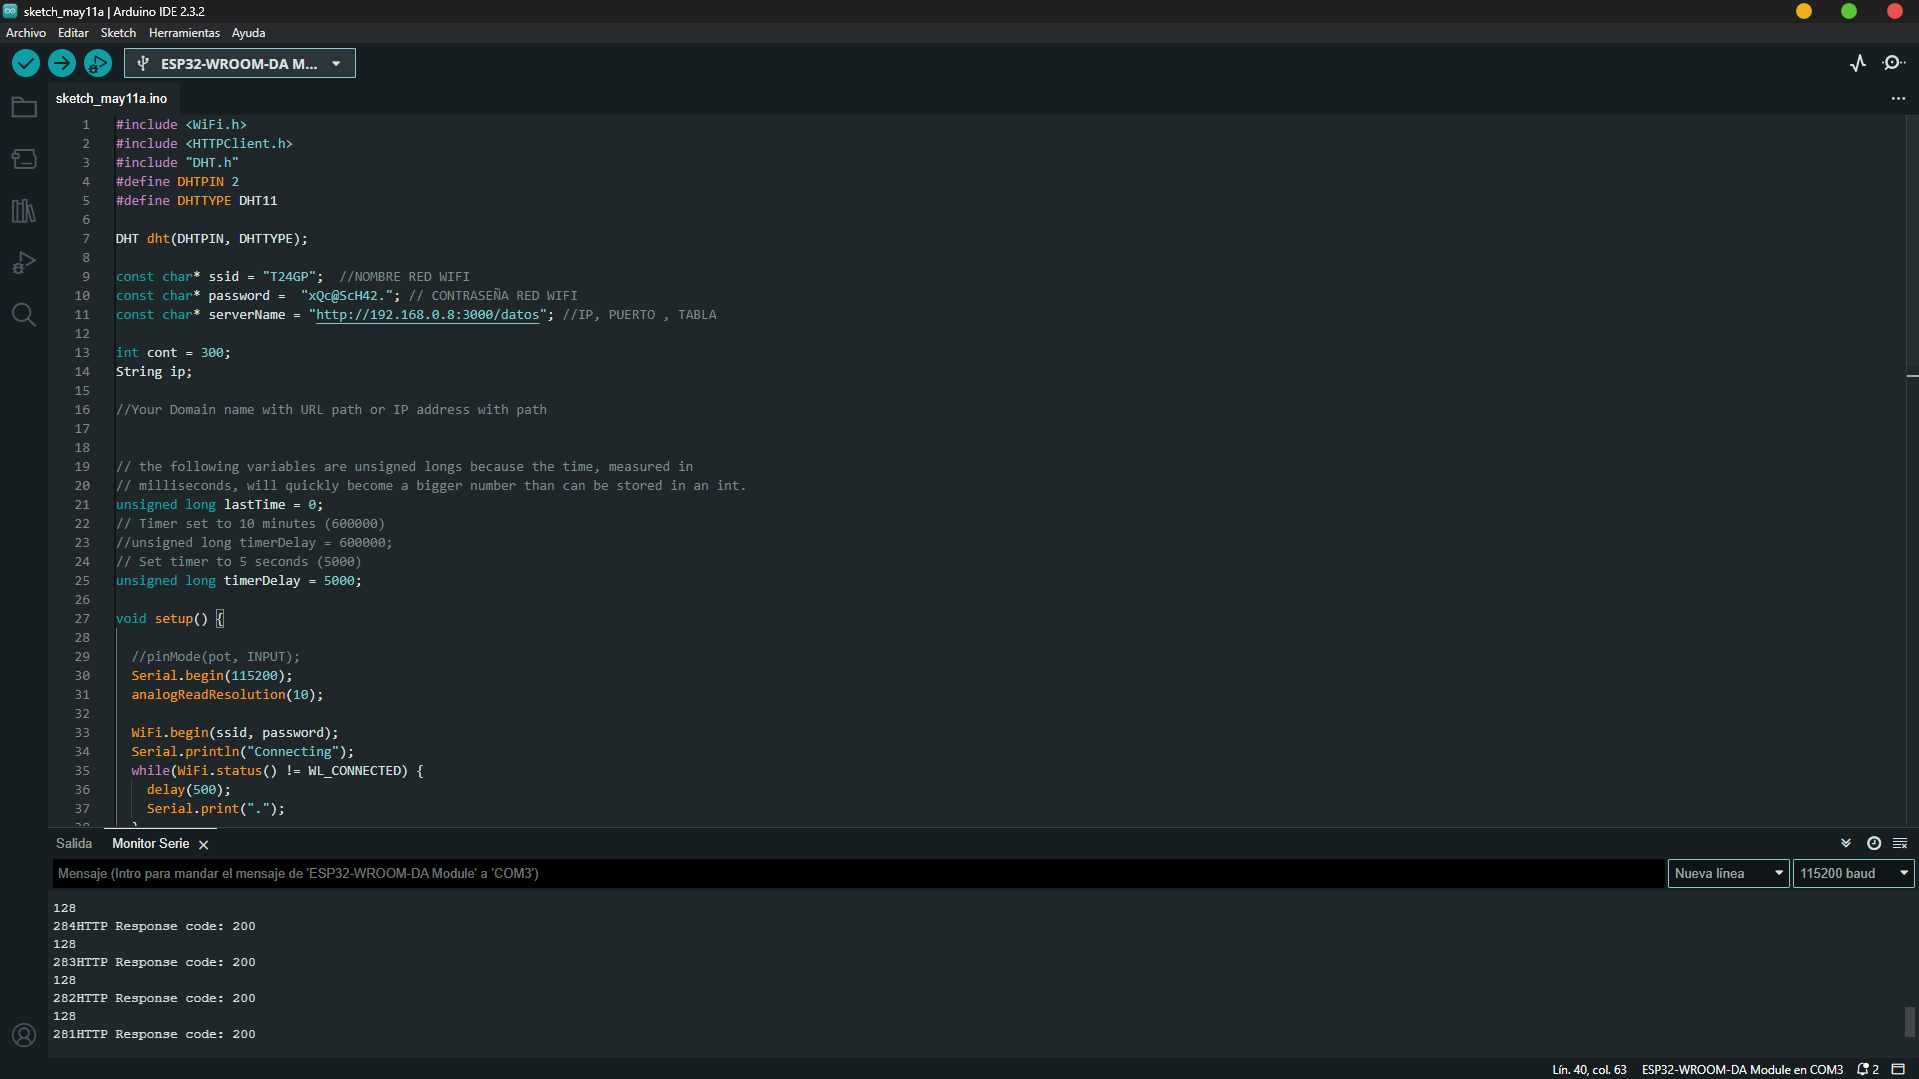 sketch_may11a | Arduino IDE 2.3.2
Archivo Editar Sketch Herramientas Ayuda
ESP32-WROOM-DA M...
sketch_may11a.ino
1 #include <WiFi.h>
2 #include <HTTPClient.h>
3 #include "DHT.h"
4 #define DHTPIN 2
5 #define DHTTYPE DHT11
6
7 DHT dht(DHTPIN, DHTTYPE);
8
9 const char* ssid = "T24GP";  //NOMBRE RED WIFI
10 const char* password =  "xQc@ScH42."; // CONTRASEÑA RED WIFI
11 const char* serverName = "http://192.168.0.8:3000/datos"; //IP, PUERTO , TABLA
12
13 int cont = 300;
14 String ip;
15
16 //Your Domain name with URL path or IP address with path
17
18
19 // the following variables are unsigned longs because the time, measured in
20 // milliseconds, will quickly become a bigger number than can be stored in an int.
21 unsigned long lastTime = 0;
22 // Timer set to 10 minutes (600000)
23 //unsigned long timerDelay = 600000;
24 // Set timer to 5 seconds (5000)
25 unsigned long timerDelay = 5000;
26
27 void setup() {
28
29 //pinMode(pot, INPUT);
30 Serial.begin(115200);
31 analogReadResolution(10);
32
33 WiFi.begin(ssid, password);
34 Serial.println("Connecting");
35 while(WiFi.status() != WL_CONNECTED) {
36 delay(500);
37 Serial.print(".");
Salida Monitor Serie
Mensaje (Intro para mandar el mensaje de 'ESP32-WROOM-DA Module' a 'COM3') Nueva línea 115200 baud
128
284HTTP Response code: 200
128
283HTTP Response code: 200
128
282HTTP Response code: 200
128
281HTTP Response code: 200
Lín. 40, col. 63 ESP32-WROOM-DA Module en COM3 2